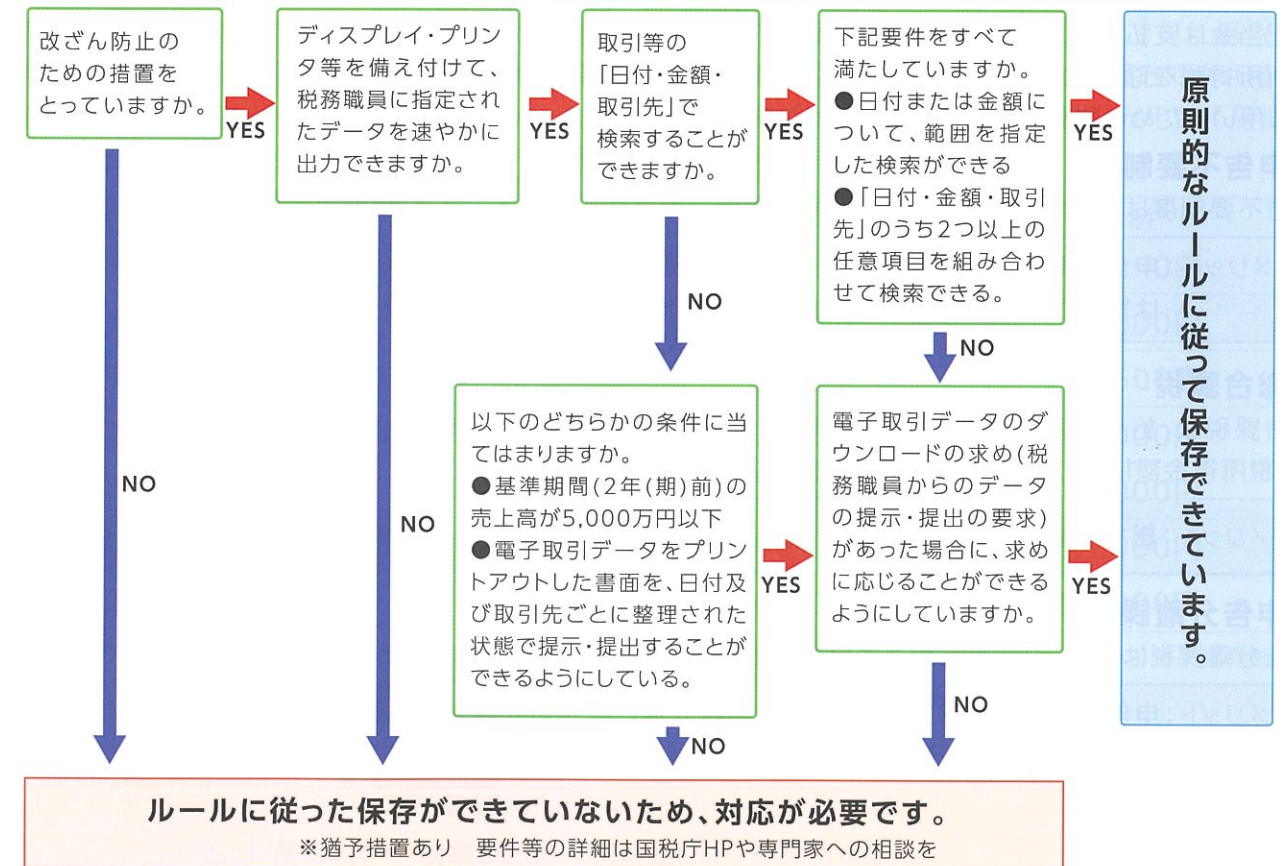 改ざん防止の
ための措置を
とっていますか。
YES
ディスプレイ・プリン
タ等を備え付けて、
税務職員に指定され
たデータを速やかに
出力できますか。
YES
取引等の
「日付・金額・
取引先」で
検索することが
できますか。
YES
下記要件をすべて
満たしていますか。
●日付または金額に
ついて、範囲を指定
した検索ができる
●「日付・金額・取引
先」のうち2つ以上の
任意項目を組み合わ
せて検索できる。
YES
原則的なルールに従って保存できています。
NO
NO
NO
NO
以下のどちらかの条件に当
てはまりますか。
●基準期間(2年(期)前)の
売上高が5,000万円以下
●電子取引データをプリン
トアウトした書面を、日付及
び取引先ごとに整理された
状態で提示・提出することが
できるようにしている。
YES
電子取引データのダ
ウンロードの求め(税
務職員からのデータ
の提示・提出の要求)
があった場合に、求め
に応じることができる
ようにしていますか。
YES
NO
NO
ルールに従った保存ができていないため、対応が必要です。
※猶予措置あり 要件等の詳細は国税庁HPや専門家への相談を